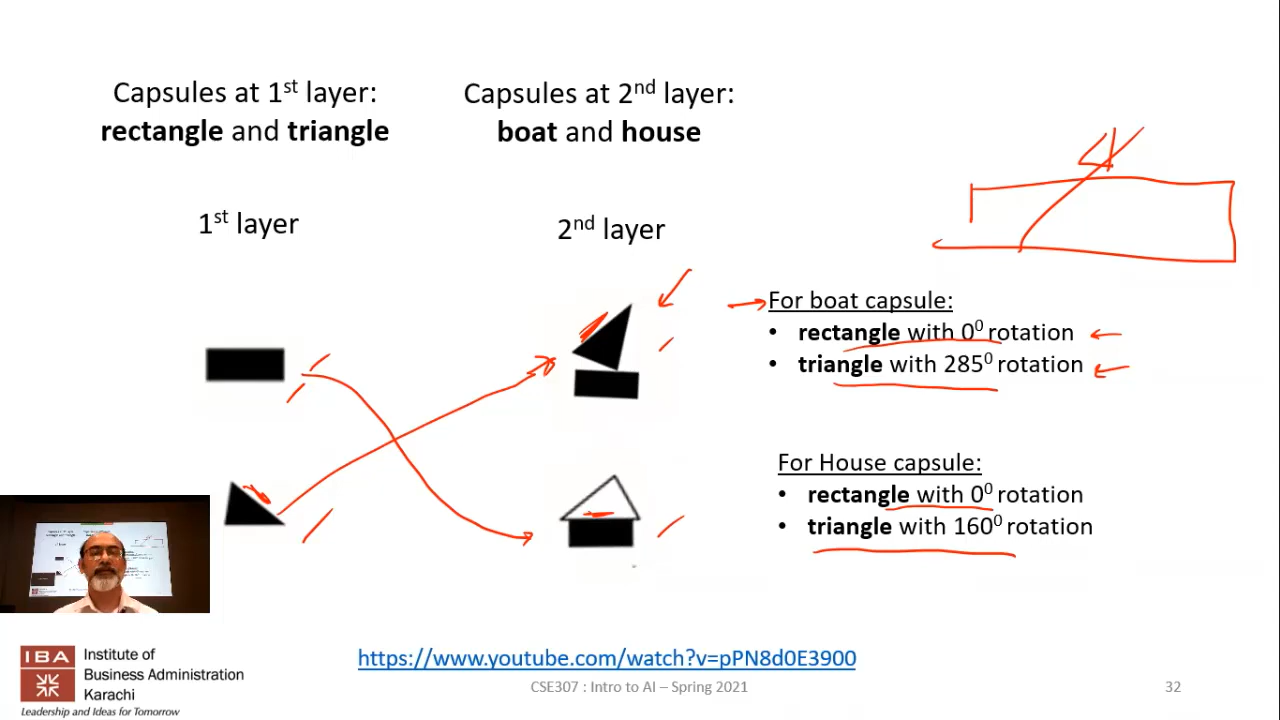 Capsules at 1st layer:
rectangle and triangle
Capsules at 2nd layer:
boat and house
1st layer
2nd layer
For boat capsule:
• rectangle with 0⁰ rotation
• triangle with 285⁰ rotation
For House capsule:
• rectangle with 0⁰ rotation
• triangle with 160⁰ rotation
IBA
Institute of
Business Administration
Karachi
Leadership and Ideas for Tomorrow
https://www.youtube.com/watch?v=pPN8d0E3900
CSE307 : Intro to AI – Spring 2021
32